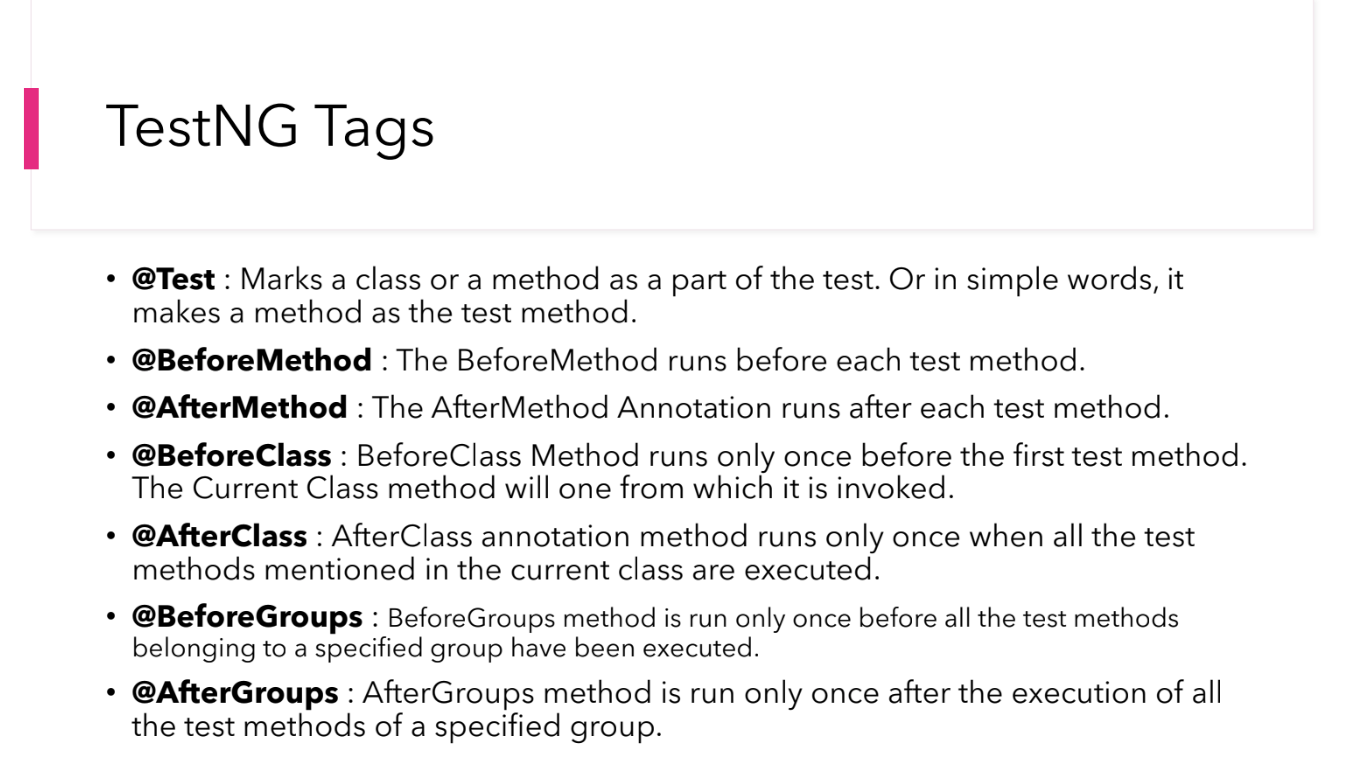 TestNG Tags
• @Test : Marks a class or a method as a part of the test. Or in simple words, it
makes a method as the test method.
• @BeforeMethod : The BeforeMethod runs before each test method.
• @AfterMethod : The AfterMethod Annotation runs after each test method.
• @BeforeClass : BeforeClass Method runs only once before the first test method.
The Current Class method will one from which it is invoked.
• @AfterClass : AfterClass annotation method runs only once when all the test
methods mentioned in the current class are executed.
• @BeforeGroups : BeforeGroups method is run only once before all the test methods
belonging to a specified group have been executed.
• @AfterGroups : AfterGroups method is run only once after the execution of all
the test methods of a specified group.